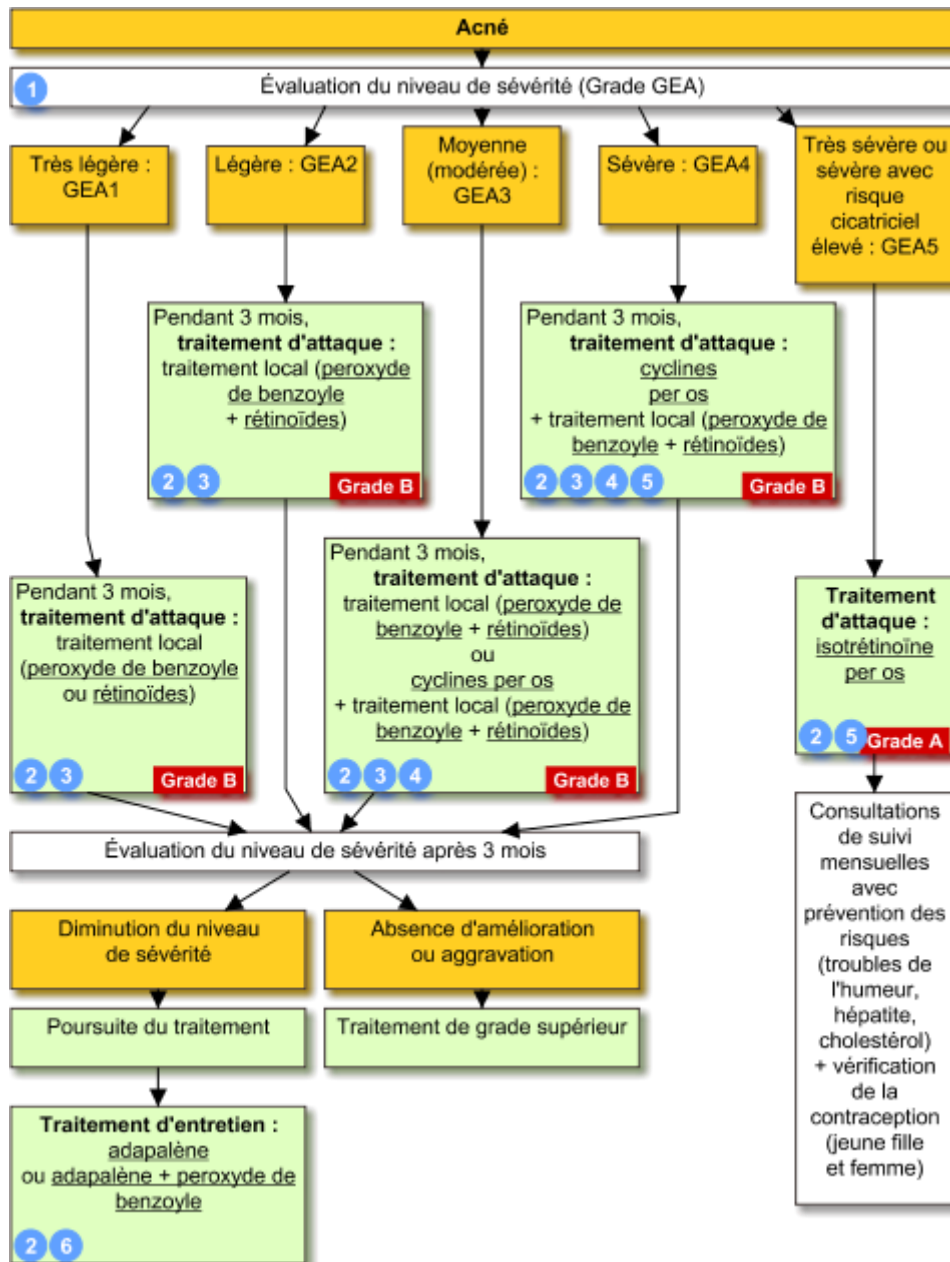 Acné
1
Évaluation du niveau de sévérité (Grade GEA)
Très légère :
GEA1
Légère : GEA2
Moyenne
(modérée) :
GEA3
Sévère : GEA4
Très sévère ou
sévère avec
risque
cicatriciel
élevé : GEA5
Pendant 3 mois,
traitement d'attaque :
traitement local (peroxyde
de benzoyle
+ rétinoïdes)
2 3
Grade B
Pendant 3 mois,
traitement d'attaque :
cyclines
per os
+ traitement local (peroxyde de
benzoyle + rétinoïdes)
2 3 4 5
Grade B
Pendant 3 mois,
traitement d'attaque :
traitement local
(peroxyde de benzoyle
ou rétinoïdes)
2 3
Grade B
Pendant 3 mois,
traitement d'attaque :
traitement local (peroxyde de
benzoyle + rétinoïdes)
ou
cyclines per os
+ traitement local (peroxyde de
benzoyle + rétinoïdes)
2 3 4
Grade B
Traitement
d'attaque :
isotrétinoïne
per os
2 5
Grade A
Évaluation du niveau de sévérité après 3 mois
Consultations
de suivi
mensuelles
avec
prévention des
risques
(troubles de
l'humeur,
hépatite,
cholestérol)
+ vérification
de la
contraception
(jeune fille
et femme)
Diminution du niveau
de sévérité
Absence d'amélioration
ou aggravation
Poursuite du traitement
Traitement de grade supérieur
Traitement d'entretien :
adapalène
ou adapalène + peroxyde de
benzoyle
2 6